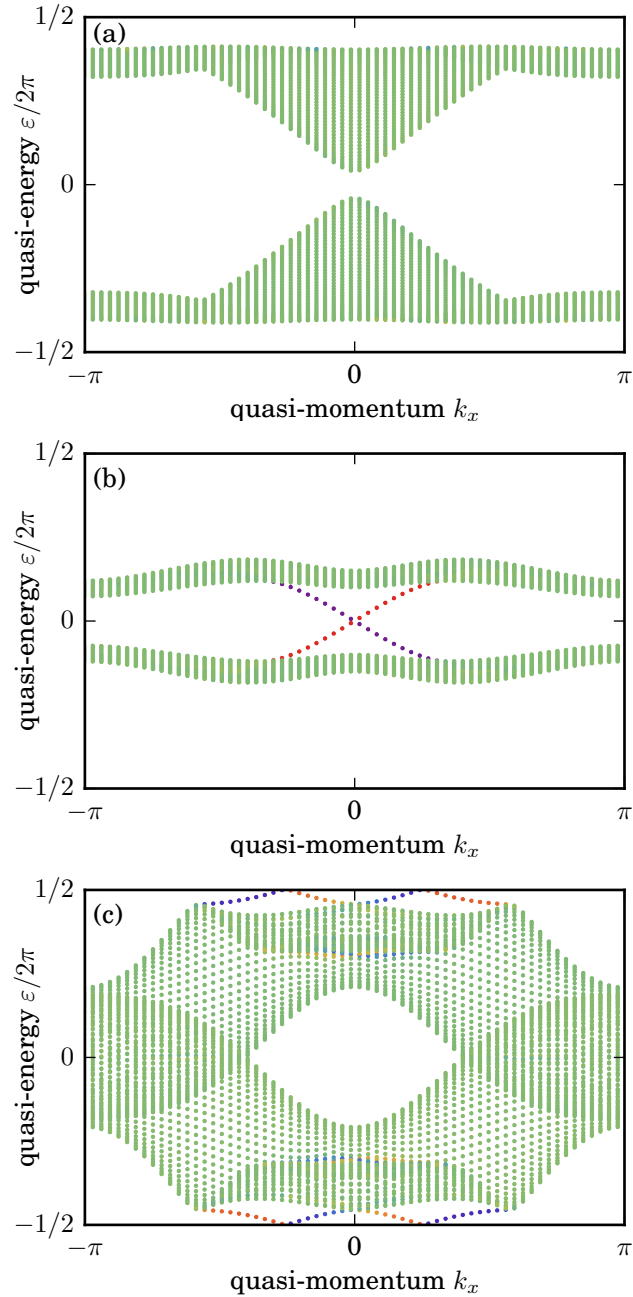 (a)
1/2
0
−1/2
quasi-energy ε/2π
−π
0
π
quasi-momentum kₓ
(b)
1/2
0
−1/2
quasi-energy ε/2π
−π
0
π
quasi-momentum kₓ
(c)
1/2
0
−1/2
quasi-energy ε/2π
−π
0
π
quasi-momentum kₓ